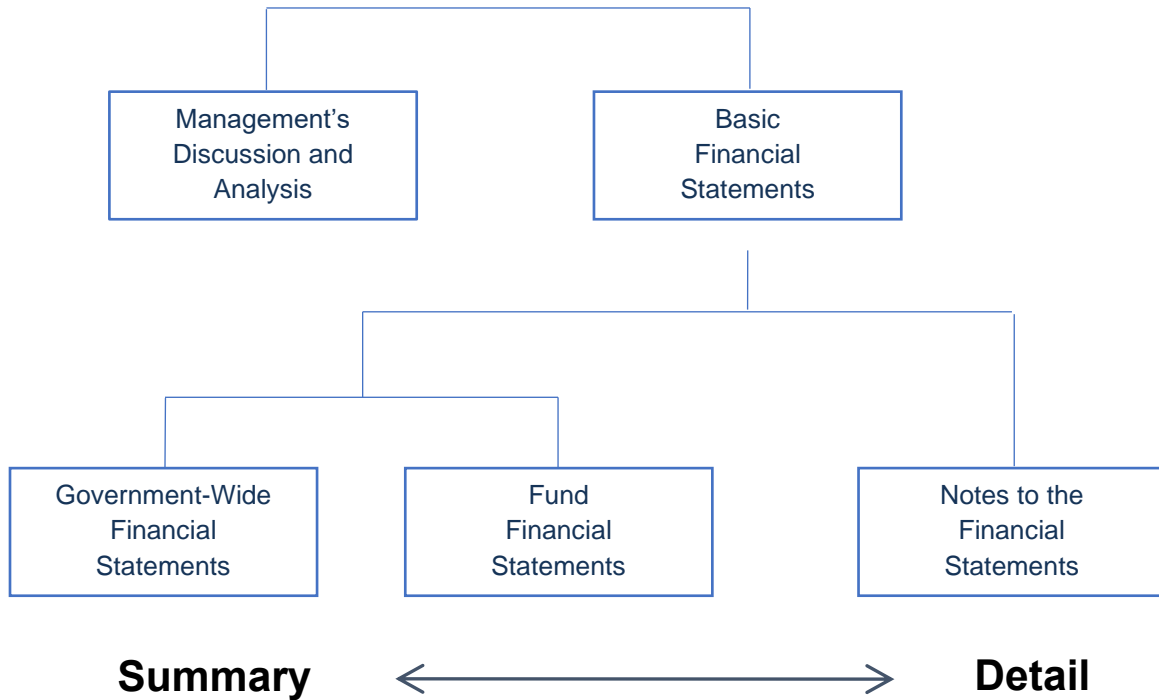 Management’s
Discussion and
Analysis
Basic
Financial
Statements
Government-Wide
Financial
Statements
Fund
Financial
Statements
Notes to the
Financial
Statements
Summary
Detail